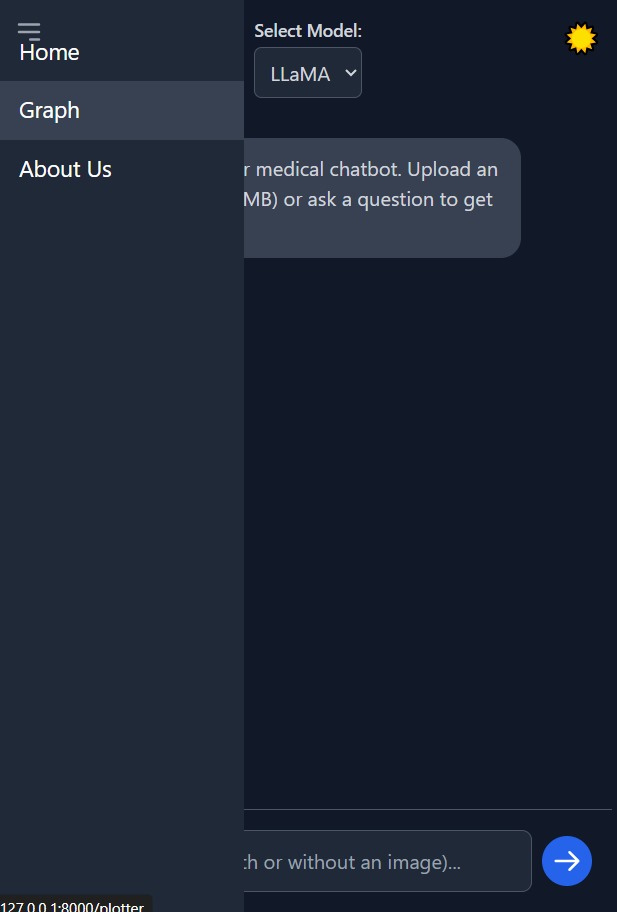 Home
Graph
About Us
Select Model:
LLaMA
r medical chatbot. Upload an
MB) or ask a question to get
h or without an image)...
127.0.0.1:8000/plotter